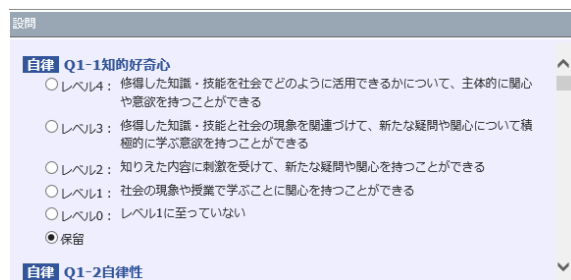 設問
自律 Q1-1知的好奇心
レベル4： 修得した知識・技能を社会でどのように活用できるかについて、主体的に関心
や意欲を持つことができる
レベル3： 修得した知識・技能と社会の現象を関連づけて、新たな疑問や関心について積
極的に学ぶ意欲を持つことができる
レベル2： 知りえた内容に刺激を受けて、新たな疑問や関心を持つことができる
レベル1： 社会の現象や授業で学ぶことに関心を持つことができる
レベル0： レベル1に至っていない
保留
自律 Q1-2自律性